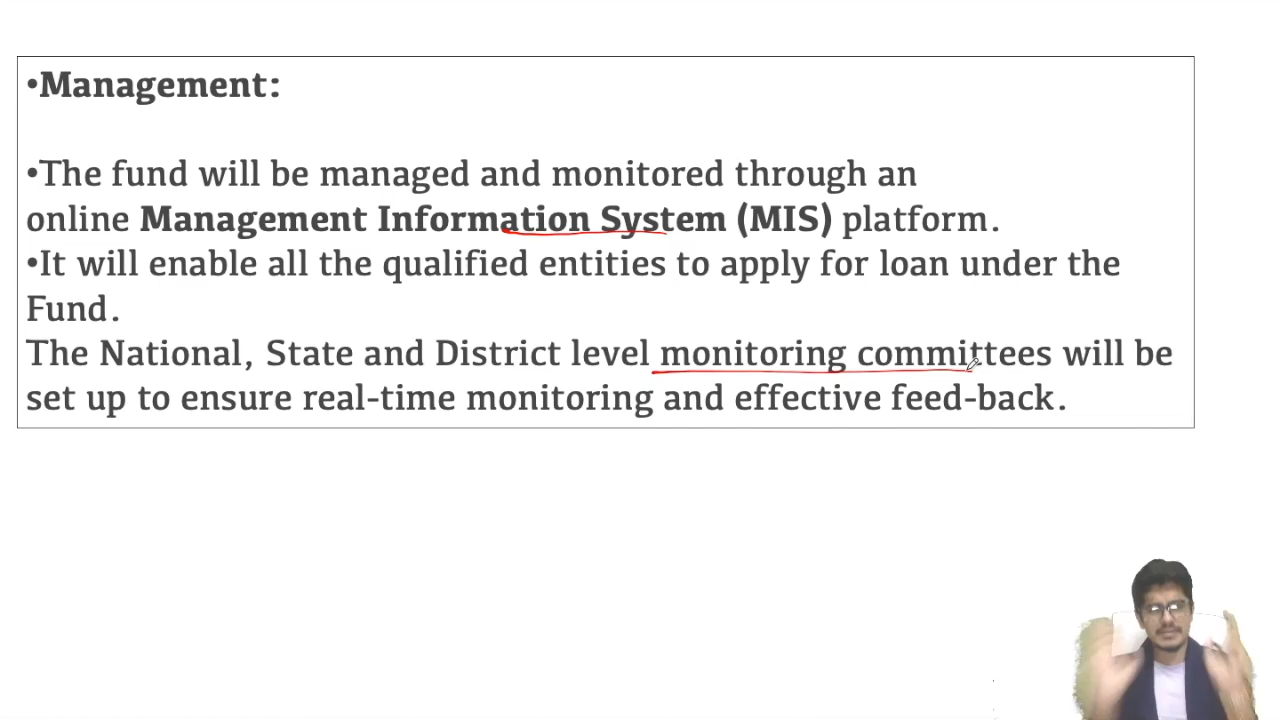 •Management:
•The fund will be managed and monitored through an
online Management Information System (MIS) platform.
•It will enable all the qualified entities to apply for loan under the
Fund.
The National, State and District level monitoring committees will be
set up to ensure real-time monitoring and effective feed-back.